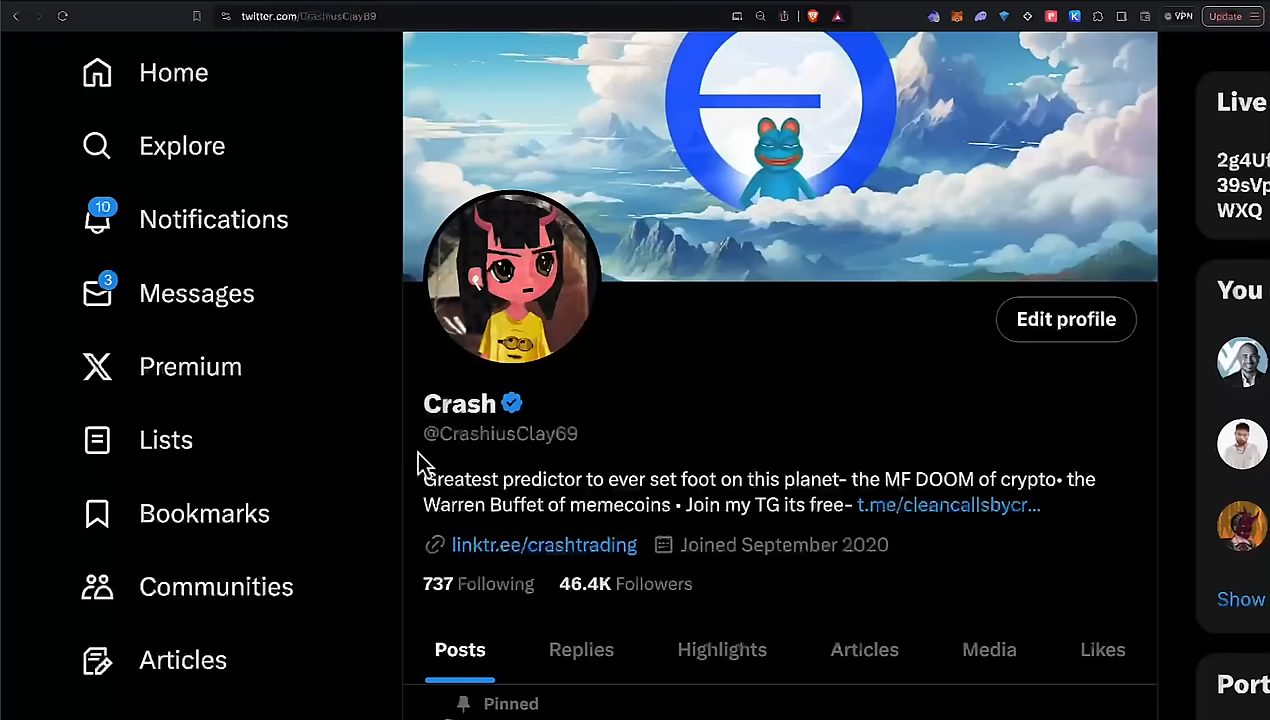 twitter.com/CrashiusClay69
VPN
Update
Home
Explore
10
Notifications
3
Messages
Premium
Lists
Bookmarks
Communities
Articles
Edit profile
Crash
@CrashiusClay69
Greatest predictor to ever set foot on this planet- the MF DOOM of crypto• the
Warren Buffet of memecoins • Join my TG its free- t.me/cleancallsbycr...
linktr.ee/crashtrading Joined September 2020
737 Following 46.4K Followers
Posts Replies Highlights Articles Media Likes
Pinned
Live
2g4Uf
39sVp
WXQ
You
Show
Port